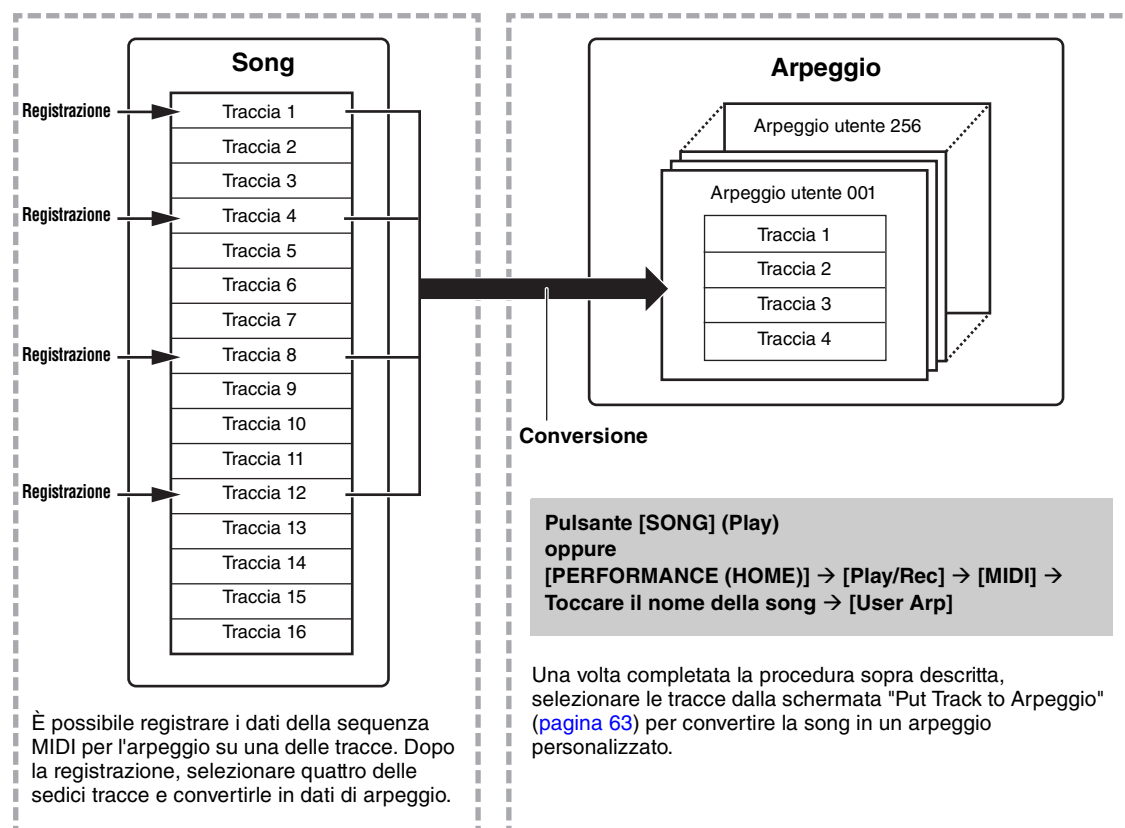 Song
Registrazione
Traccia 1
Traccia 2
Traccia 3
Registrazione
Traccia 4
Traccia 5
Traccia 6
Traccia 7
Registrazione
Traccia 8
Traccia 9
Traccia 10
Traccia 11
Registrazione
Traccia 12
Traccia 13
Traccia 14
Traccia 15
Traccia 16
È possibile registrare i dati della sequenza
MIDI per l'arpeggio su una delle tracce. Dopo
la registrazione, selezionare quattro delle
sedici tracce e convertirle in dati di arpeggio.
Arpeggio
Arpeggio utente 256
Arpeggio utente 001
Traccia 1
Traccia 2
Traccia 3
Traccia 4
Conversione
Pulsante [SONG] (Play)
oppure
[PERFORMANCE (HOME)] → [Play/Rec] → [MIDI] →
Toccare il nome della song → [User Arp]
Una volta completata la procedura sopra descritta,
selezionare le tracce dalla schermata "Put Track to Arpeggio"
(pagina 63) per convertire la song in un arpeggio
personalizzato.